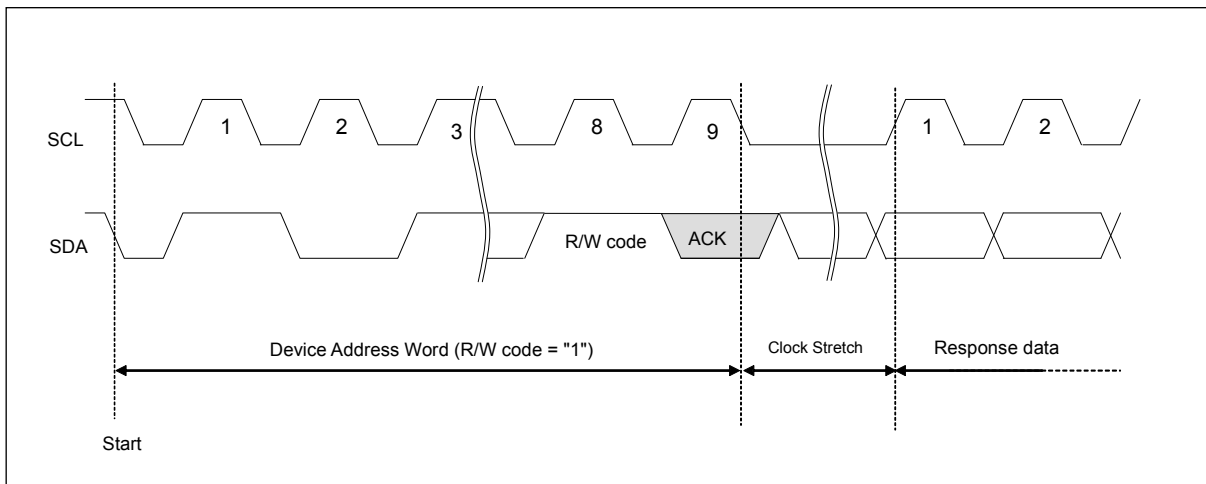 SCL 1 2 3 8 9 1 2
SDA R/W code ACK
Device Address Word (R/W code = "1") Clock Stretch Response data
Start